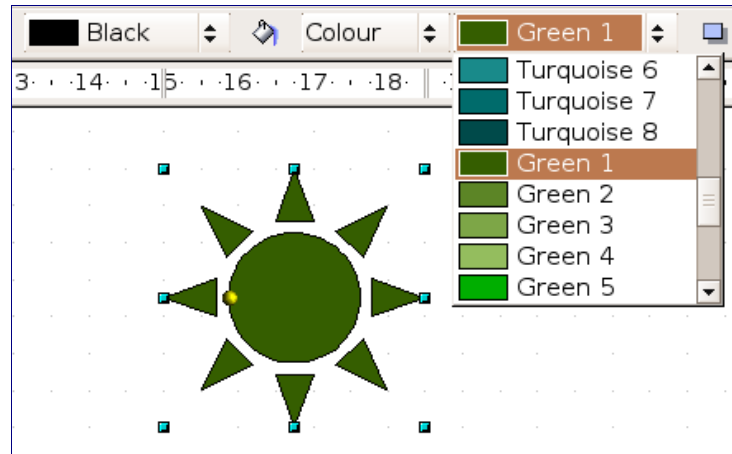 Black Colour Green 1
3· · ·14· · ·15· · ·16· · ·17· · ·18·
Turquoise 6
Turquoise 7
Turquoise 8
Green 1
Green 2
Green 3
Green 4
Green 5